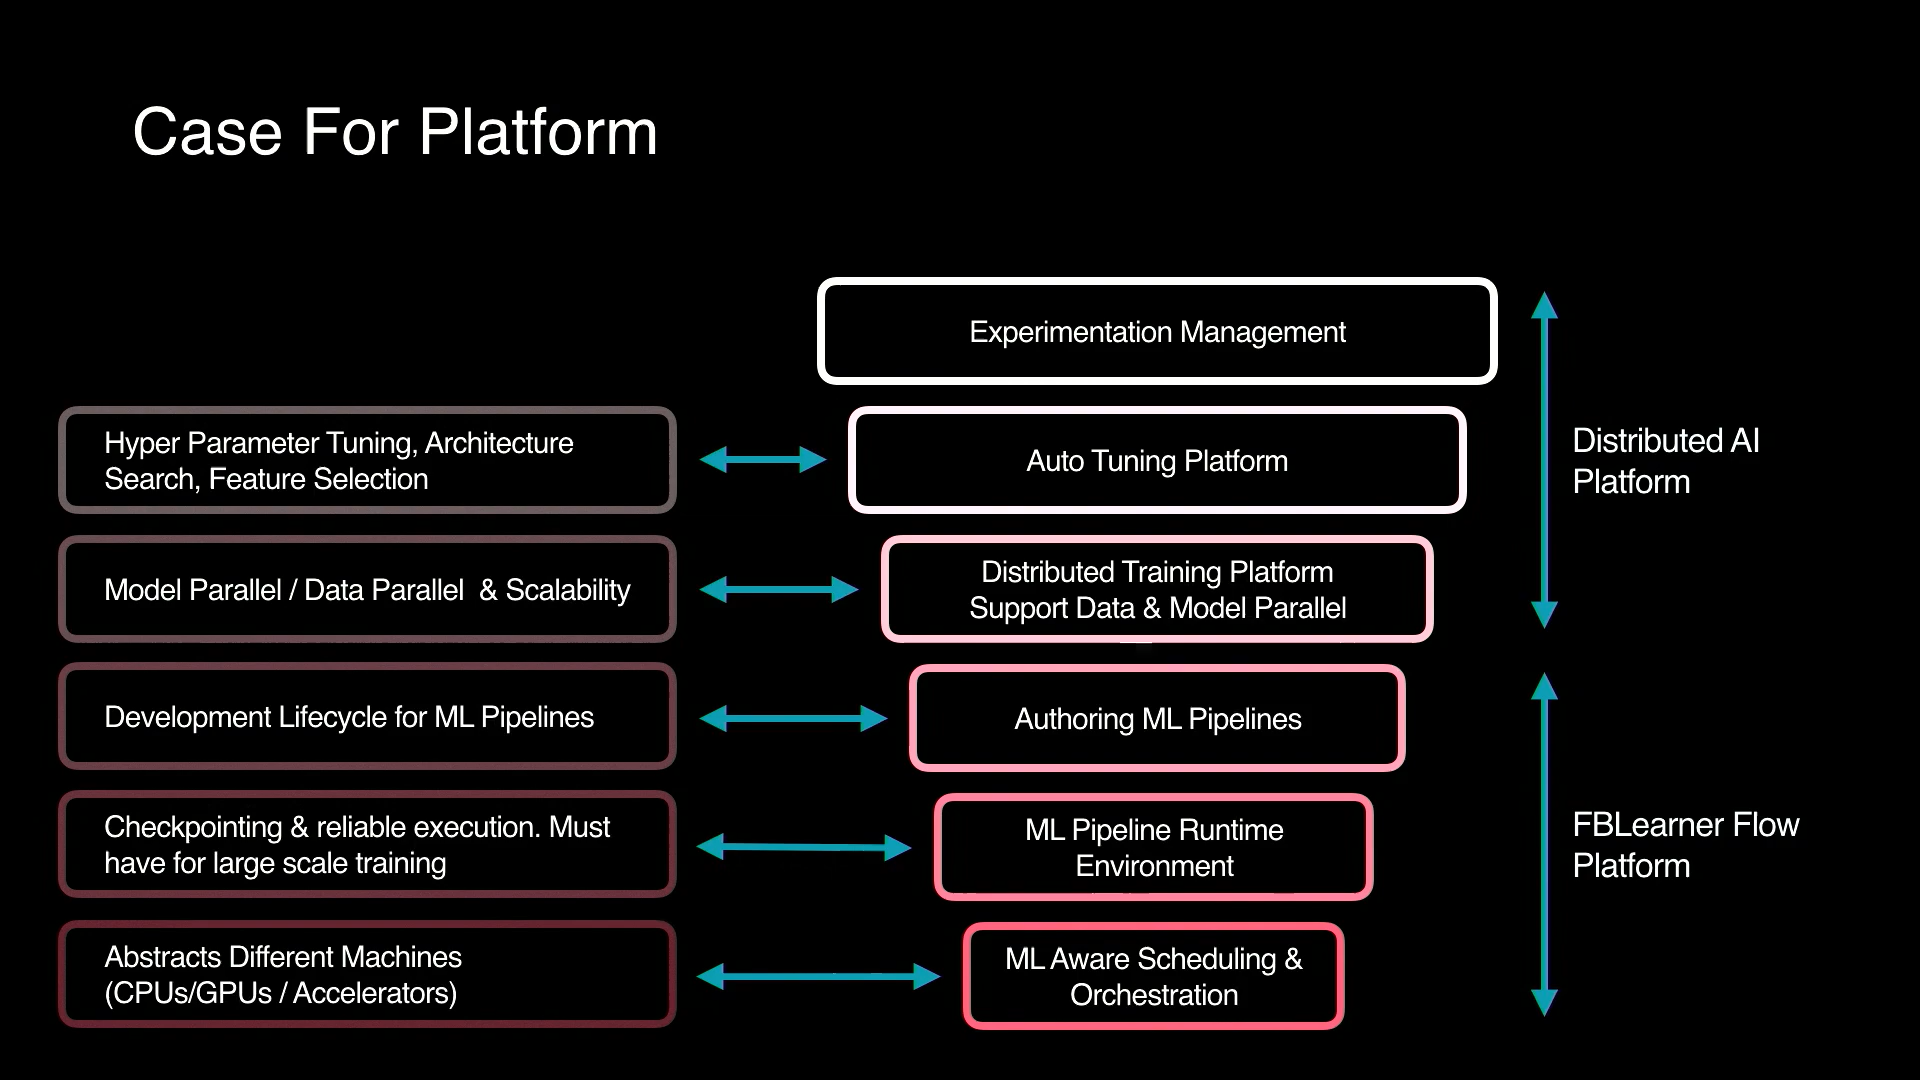 Case For Platform
Experimentation Management
Hyper Parameter Tuning, Architecture
Search, Feature Selection
Auto Tuning Platform
Distributed AI
Platform
Model Parallel / Data Parallel  & Scalability
Distributed Training Platform
Support Data & Model Parallel
Development Lifecycle for ML Pipelines
Authoring ML Pipelines
Checkpointing & reliable execution. Must
have for large scale training
ML Pipeline Runtime
Environment
FBLearner Flow
Platform
Abstracts Different Machines
(CPUs/GPUs / Accelerators)
ML Aware Scheduling &
Orchestration